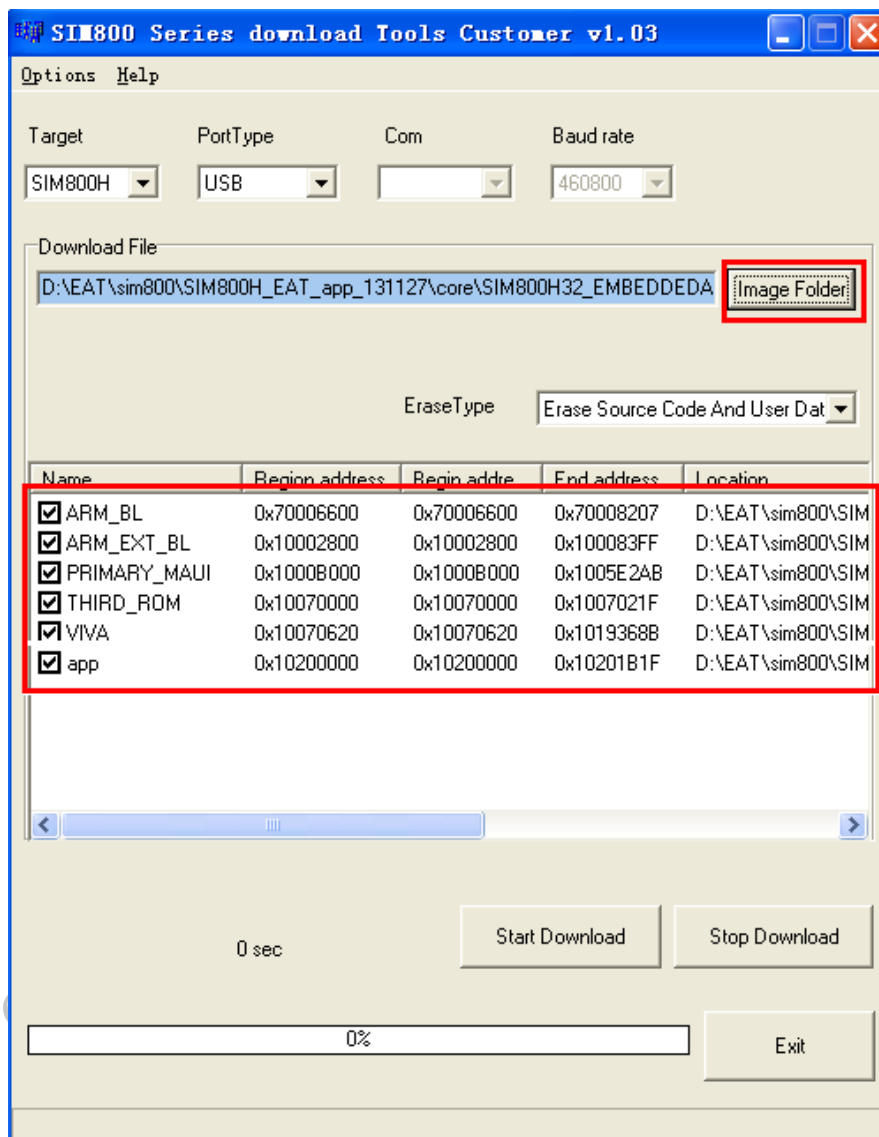 SIM800 Series download Tools Customer v1.03
Options Help
Target PortType Com Baud rate
SIM800H USB 460800
Download File
D:\EAT\sim800\SIM800H_EAT_app_131127\core\SIM800H32_EMBEDDEDA Image Folder
EraseType Erase Source Code And User Dat
Name Region address Begin addre End address Location
ARM_BL 0x70006600 0x70006600 0x70008207 D:\EAT\sim800\SIM
ARM_EXT_BL 0x10002800 0x10002800 0x100083FF D:\EAT\sim800\SIM
PRIMARY_MAUI 0x1000B000 0x1000B000 0x1005E2AB D:\EAT\sim800\SIM
THIRD_ROM 0x10070000 0x10070000 0x1007021F D:\EAT\sim800\SIM
VIVA 0x10070620 0x10070620 0x1019368B D:\EAT\sim800\SIM
app 0x10200000 0x10200000 0x10201B1F D:\EAT\sim800\SIM
0 sec Start Download Stop Download
0% Exit